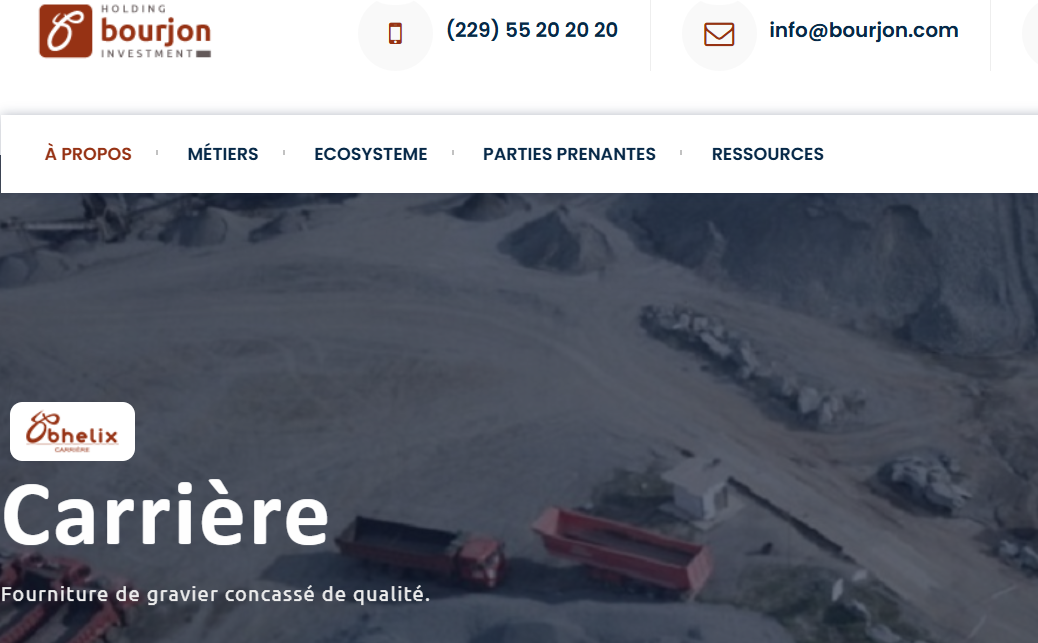 HOLDING
bourjon
INVESTMENT
(229) 55 20 20 20
info@bourjon.com
À PROPOS
MÉTIERS
ECOSYSTEME
PARTIES PRENANTES
RESSOURCES
Obhelix
CARRIÈRE
Carrière
Fourniture de gravier concassé de qualité.